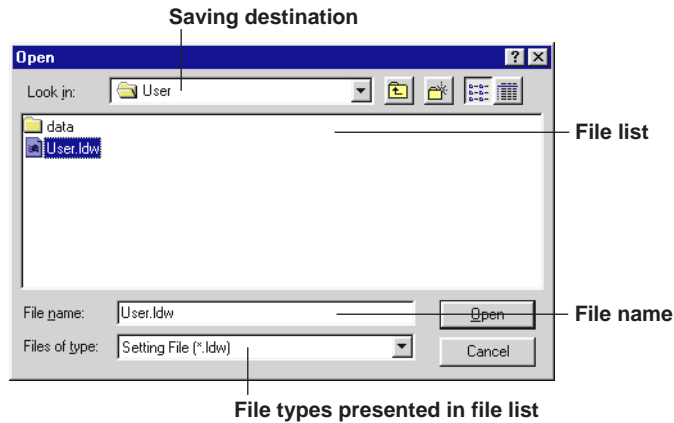 Saving destination
Open
Look in: User
data
User.ldw
File list
File name: User.ldw Open
File name
Files of type: Setting File (*.ldw) Cancel
File types presented in file list